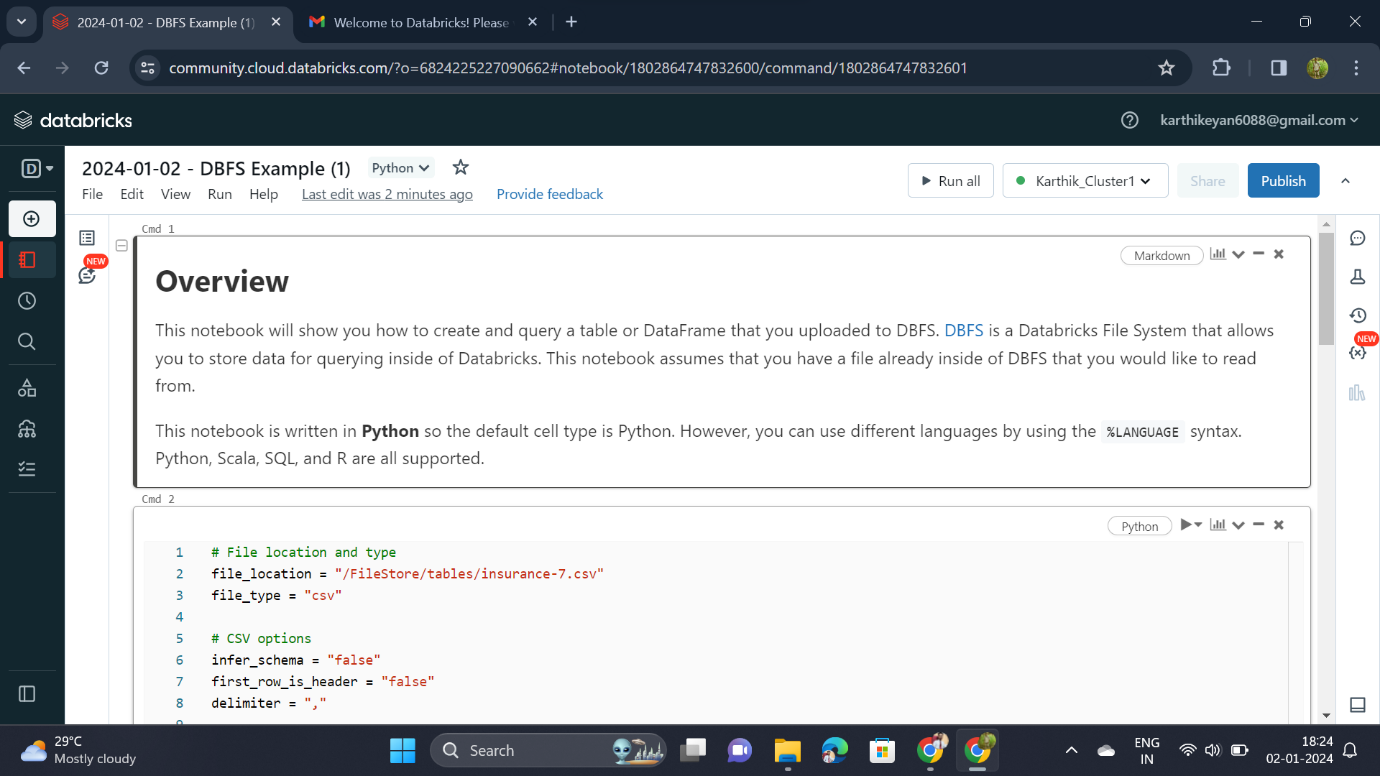 2024-01-02 - DBFS Example (1)
Welcome to Databricks! Please
community.cloud.databricks.com/?o=6824225227090662#notebook/1802864747832600/command/1802864747832601
databricks
karthikeyan6088@gmail.com
D
2024-01-02 - DBFS Example (1)
Python
File Edit View Run Help Last edit was 2 minutes ago Provide feedback
Run all
Karthik_Cluster1
Share
Publish
NEW
NEW
Cmd 1
Markdown
Overview
This notebook will show you how to create and query a table or DataFrame that you uploaded to DBFS. DBFS is a Databricks File System that allows
you to store data for querying inside of Databricks. This notebook assumes that you have a file already inside of DBFS that you would like to read
from.
This notebook is written in Python so the default cell type is Python. However, you can use different languages by using the %LANGUAGE syntax.
Python, Scala, SQL, and R are all supported.
Cmd 2
Python
1 # File location and type
2 file_location = "/FileStore/tables/insurance-7.csv"
3 file_type = "csv"
4
5 # CSV options
6 infer_schema = "false"
7 first_row_is_header = "false"
8 delimiter = ","
9
29°C
Mostly cloudy
Search
ENG
IN
18:24
02-01-2024